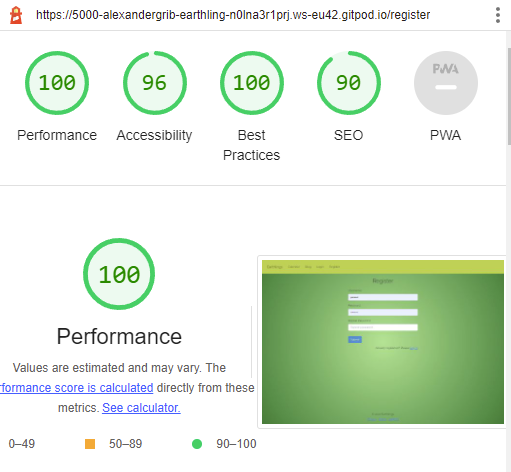 https://5000-alexandergrib-earthling-n0lna3r1prj.ws-eu42.gitpod.io/register
100
96
100
90
PWA
Performance
Accessibility
Best
Practices
SEO
PWA
100
Performance
Values are estimated and may vary. The
rformance score is calculated directly from these
metrics. See calculator.
0–49
50–89
90–100
Register